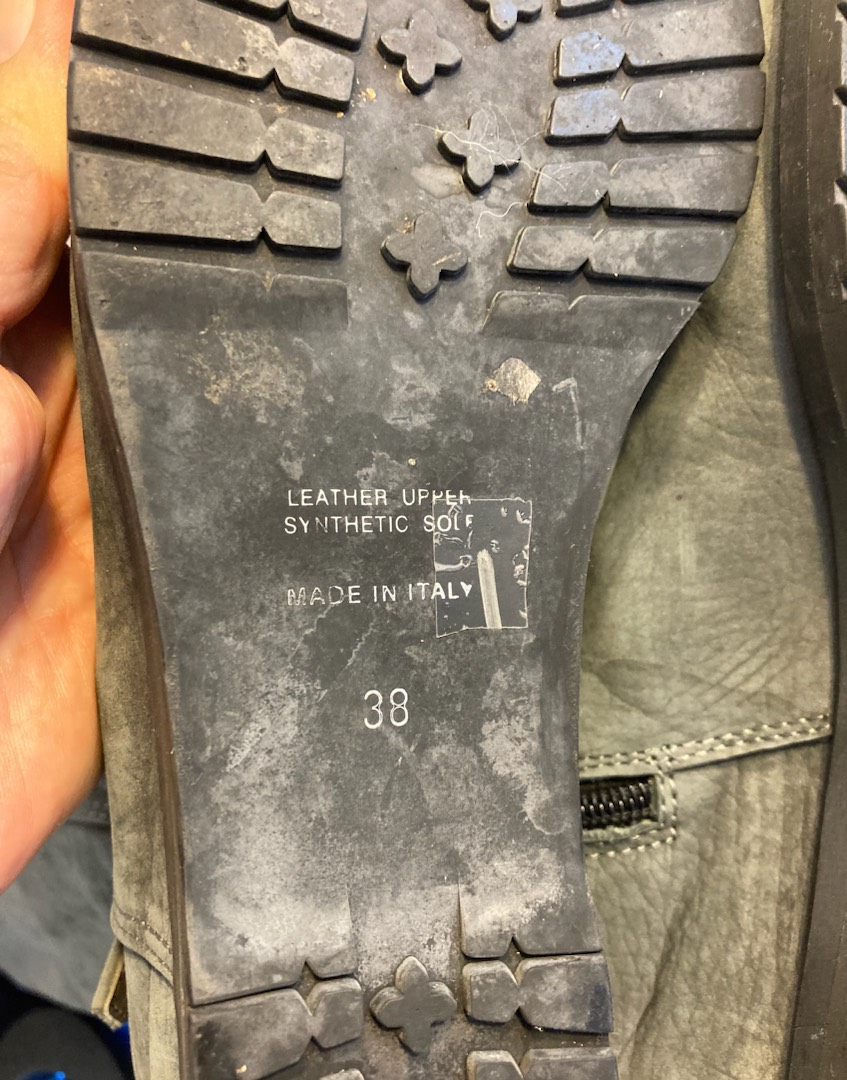 LEATHER UPPER
SYNTHETIC SOLE
MADE IN ITALY
38